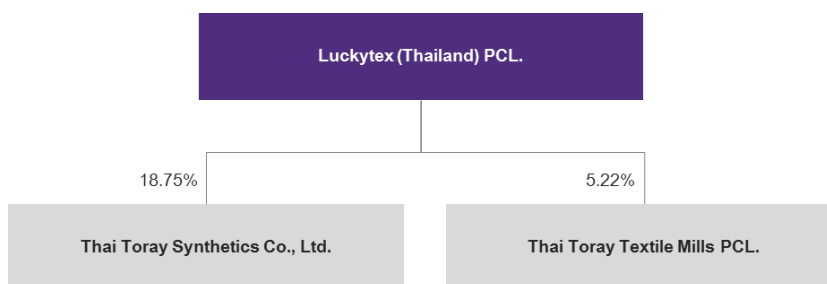 Luckytex (Thailand) PCL.
18.75%
5.22%
Thai Toray Synthetics Co., Ltd.
Thai Toray Textile Mills PCL.